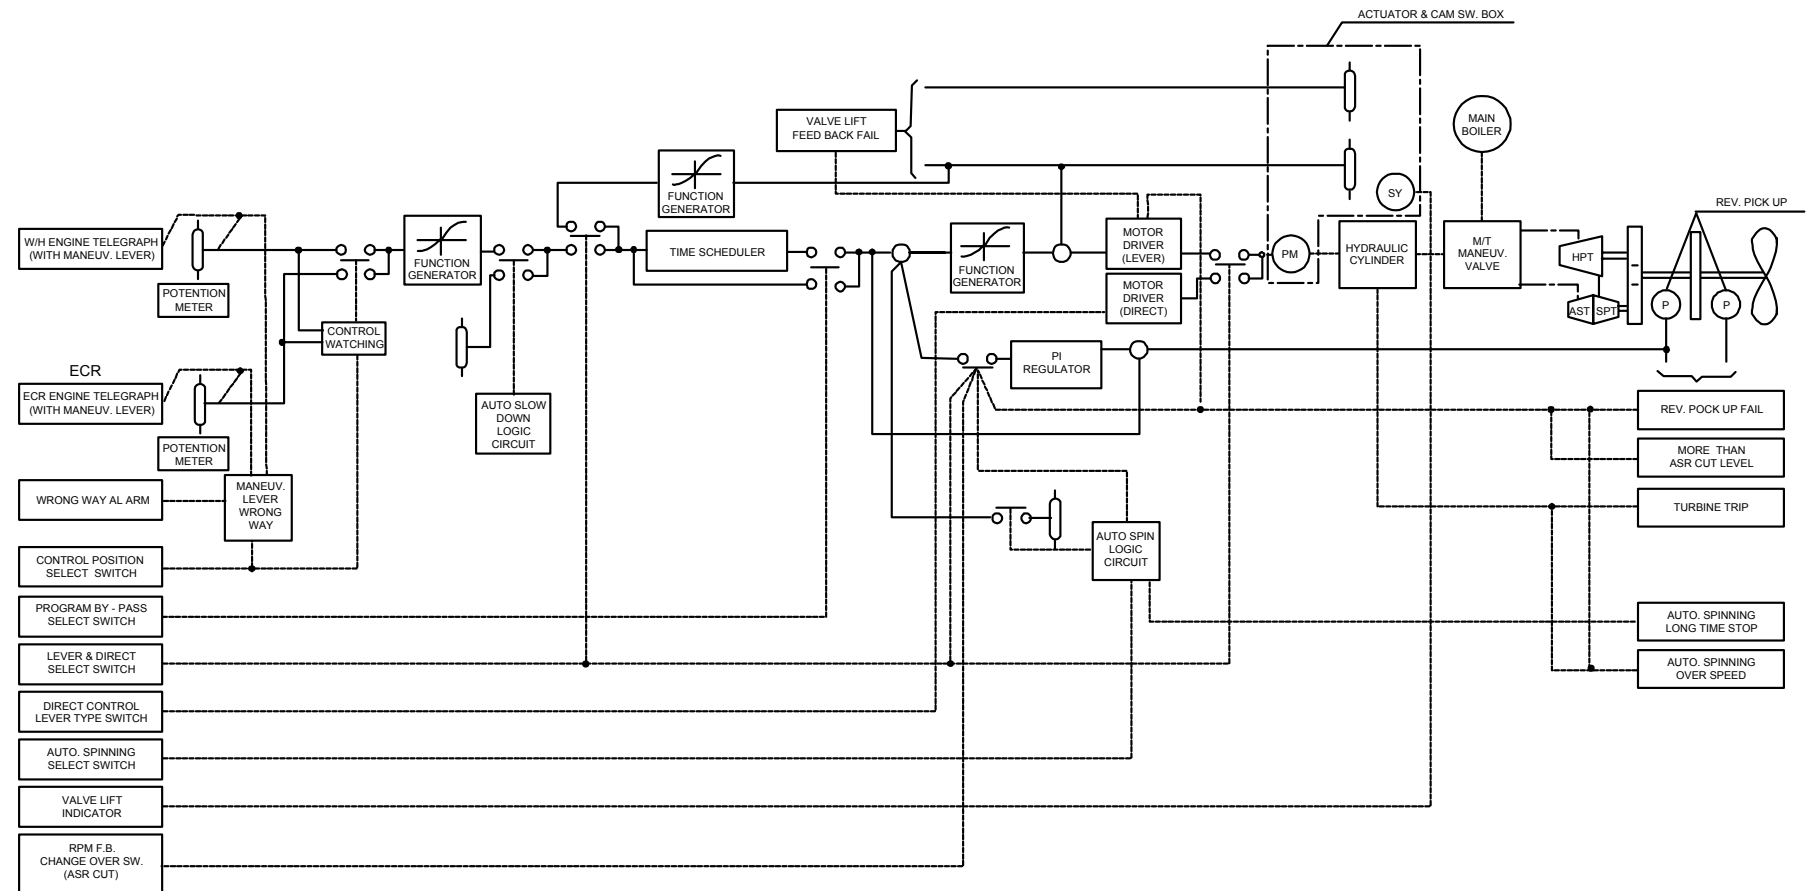 ACTUATOR & CAM SW. BOX
VALVE LIFT
FEED BACK FAIL
MAIN
BOILER
FUNCTION
GENERATOR
SY
REV. PICK UP
W/H ENGINE TELEGRAPH
(WITH MANEUV. LEVER)
POTENTION
METER
FUNCTION
GENERATOR
TIME SCHEDULER
FUNCTION
GENERATOR
MOTOR
DRIVER
(LEVER)
MOTOR
DRIVER
(DIRECT)
PM
HYDRAULIC
CYLINDER
M/T
MANEUV.
VALVE
HPT
AST SPT
P
P
CONTROL
WATCHING
PI
REGULATOR
ECR
ECR ENGINE TELEGRAPH
(WITH MANEUV. LEVER)
POTENTION
METER
AUTO SLOW
DOWN
LOGIC
CIRCUIT
REV. POCK UP FAIL
MORE THAN
ASR CUT LEVEL
WRONG WAY AL ARM
MANEUV.
LEVER
WRONG
WAY
TURBINE TRIP
AUTO SPIN
LOGIC
CIRCUIT
CONTROL POSITION
SELECT SWITCH
PROGRAM BY - PASS
SELECT SWITCH
AUTO. SPINNING
LONG TIME STOP
LEVER & DIRECT
SELECT SWITCH
AUTO. SPINNING
OVER SPEED
DIRECT CONTROL
LEVER TYPE SWITCH
AUTO. SPINNING
SELECT SWITCH
VALVE LIFT
INDICATOR
RPM F.B.
CHANGE OVER SW.
(ASR CUT)